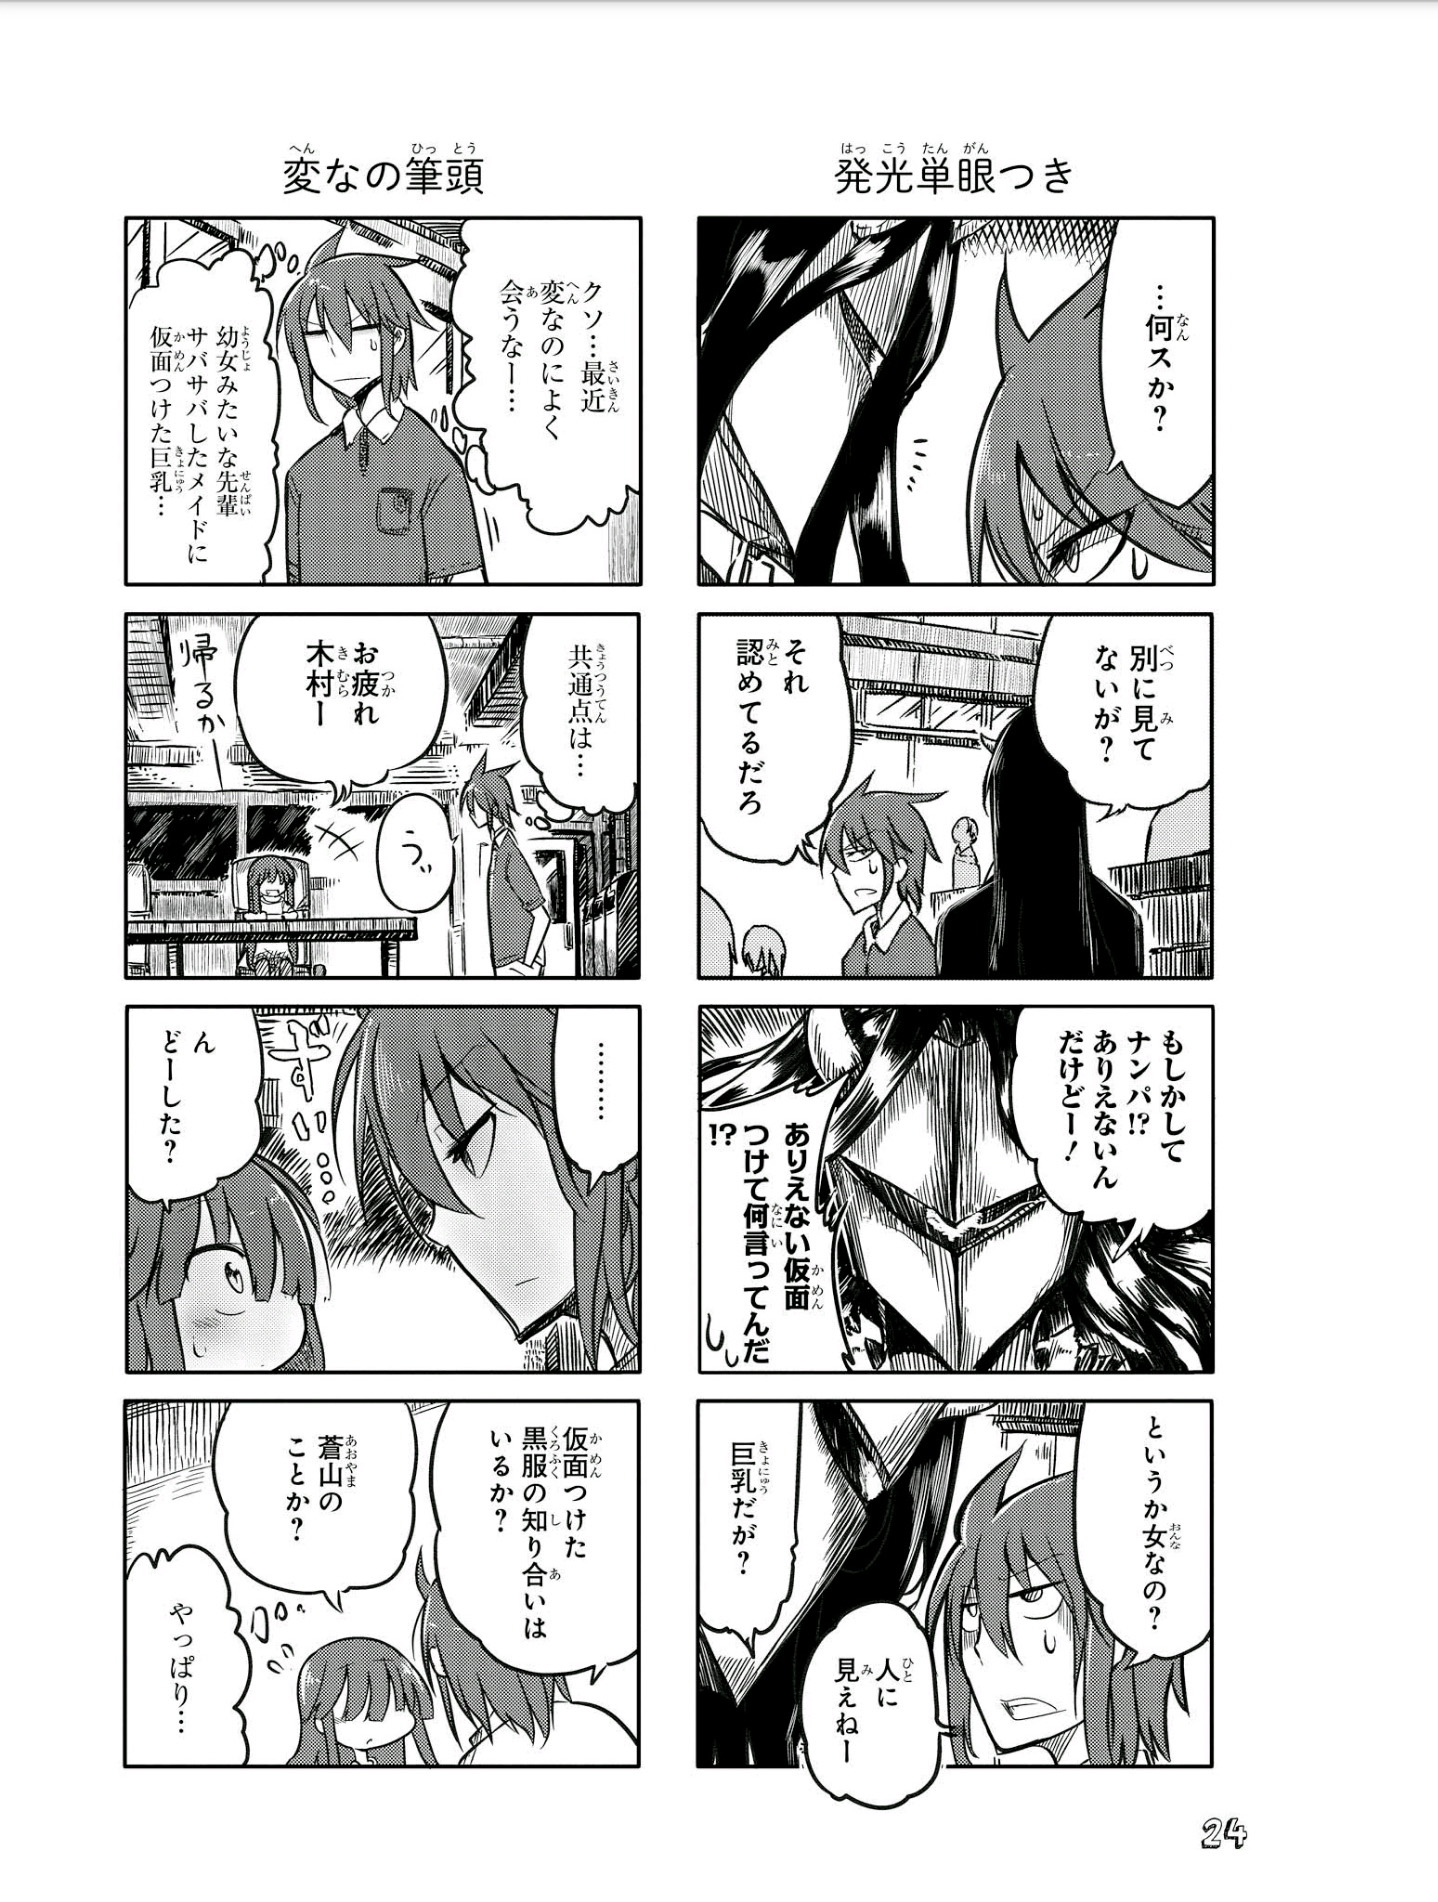 発光単眼つき
…何スか？
別に見て
ないが？
それ
認めてるだろ
もしかして
ナンパ!?
ありえないん
だけどー！
ありえない仮面
つけて何言ってんだ
!?
というか女なの？
巨乳だが？
人に
見えねー
変なの筆頭
クソ…最近
変なのによく
会うなー…
幼女みたいな先輩
サバサバしたメイドに
仮面つけた巨乳…
共通点は…
お疲れ
木村ー
う゛
帰るか
………
ずい…
ん
どーした？
仮面つけた
黒服の知り合いは
いるか？
蒼山の
ことか？
やっぱり…
24